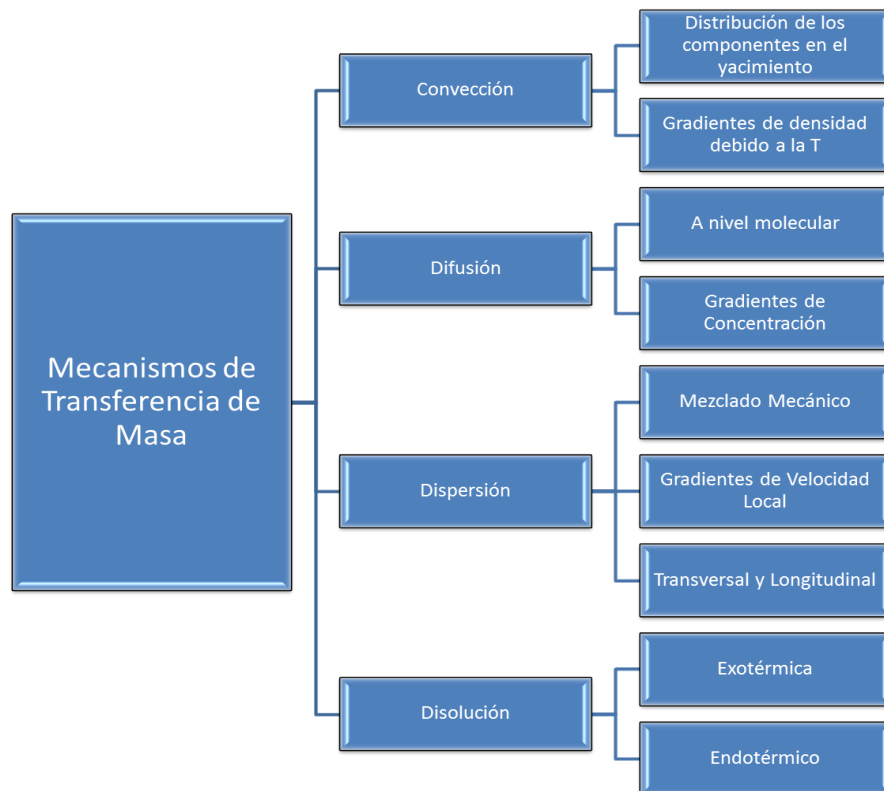 Mecanismos de
Transferencia de
Masa
Convección
Distribución de los
componentes en el
yacimiento
Gradientes de densidad
debido a la T
Difusión
A nivel molecular
Gradientes de
Concentración
Dispersión
Mezclado Mecánico
Gradientes de Velocidad
Local
Transversal y Longitudinal
Disolución
Exotérmica
Endotérmico